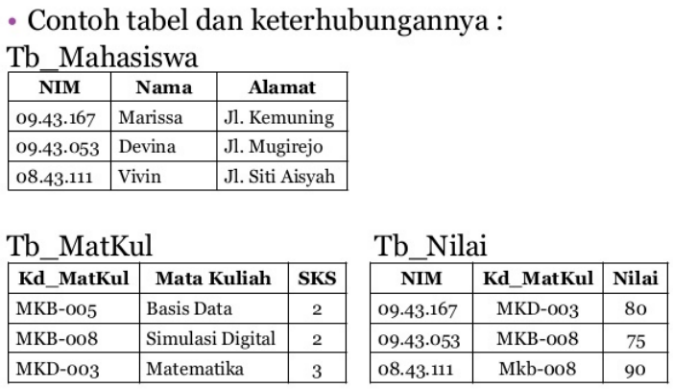 • Contoh tabel dan keterhubungannya :
Tb_Mahasiswa
NIM Nama Alamat
09.43.167 Marissa Jl. Kemuning
09.43.053 Devina Jl. Mugirejo
08.43.111 Vivin Jl. Siti Aisyah
Tb_MatKul
Kd_MatKul Mata Kuliah SKS
MKB-005 Basis Data 2
MKB-008 Simulasi Digital 2
MKD-003 Matematika 3
Tb_Nilai
NIM Kd_MatKul Nilai
09.43.167 MKD-003 80
09.43.053 MKB-008 75
08.43.111 Mkb-008 90